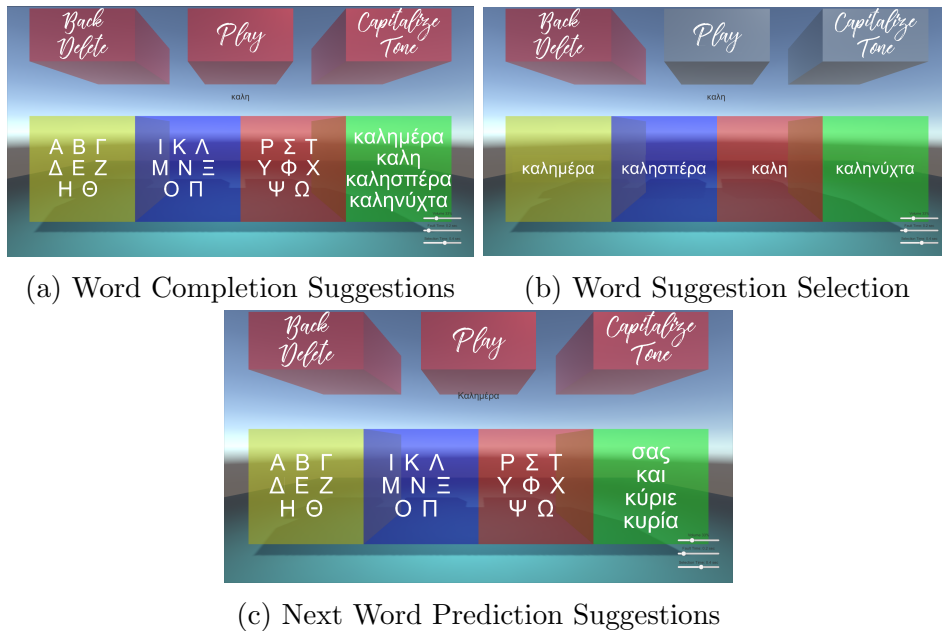 Back
Delete
Play
Capitalize
Tone
καλη
Α Β Γ
Δ Ε Ζ
Η Θ
Ι Κ Λ
Μ Ν Ξ
Ο Π
Ρ Σ Τ
Υ Φ Χ
Ψ Ω
καλημέρα
καλη
καλησπέρα
καληνύχτα
(a) Word Completion Suggestions
Back
Delete
Play
Capitalize
Tone
καλη
καλημέρα
καλησπέρα
καλη
καληνύχτα
(b) Word Suggestion Selection
Back
Delete
Play
Capitalize
Tone
Καλημέρα
Α Β Γ
Δ Ε Ζ
Η Θ
Ι Κ Λ
Μ Ν Ξ
Ο Π
Ρ Σ Τ
Υ Φ Χ
Ψ Ω
σας
και
κύριε
κυρία
(c) Next Word Prediction Suggestions